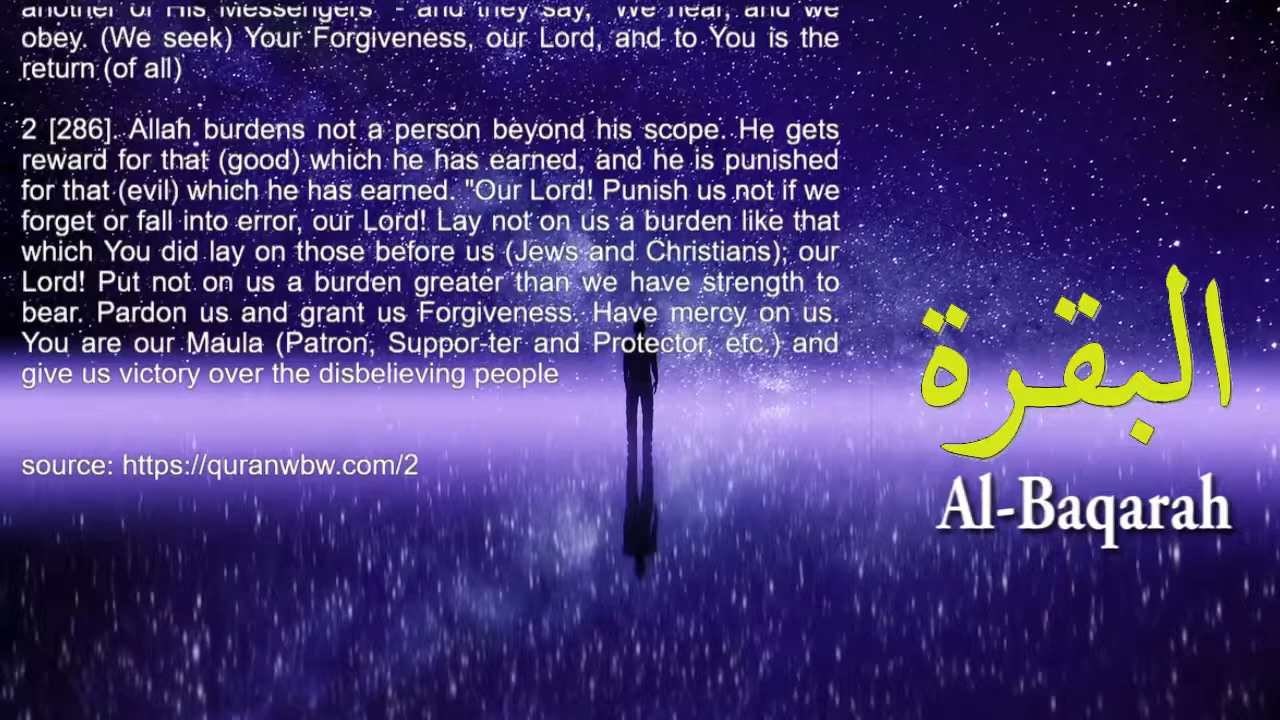 another of His Messengers" - and they say, "We hear, and we
obey. (We seek) Your Forgiveness, our Lord, and to You is the
return (of all)
2 [286]. Allah burdens not a person beyond his scope. He gets
reward for that (good) which he has earned, and he is punished
for that (evil) which he has earned. "Our Lord! Punish us not if we
forget or fall into error, our Lord! Lay not on us a burden like that
which You did lay on those before us (Jews and Christians); our
Lord! Put not on us a burden greater than we have strength to
bear. Pardon us and grant us Forgiveness. Have mercy on us.
You are our Maula (Patron, Suppor-ter and Protector, etc.) and
give us victory over the disbelieving people
source: https://quranwbw.com/2
البقرة
Al-Baqarah